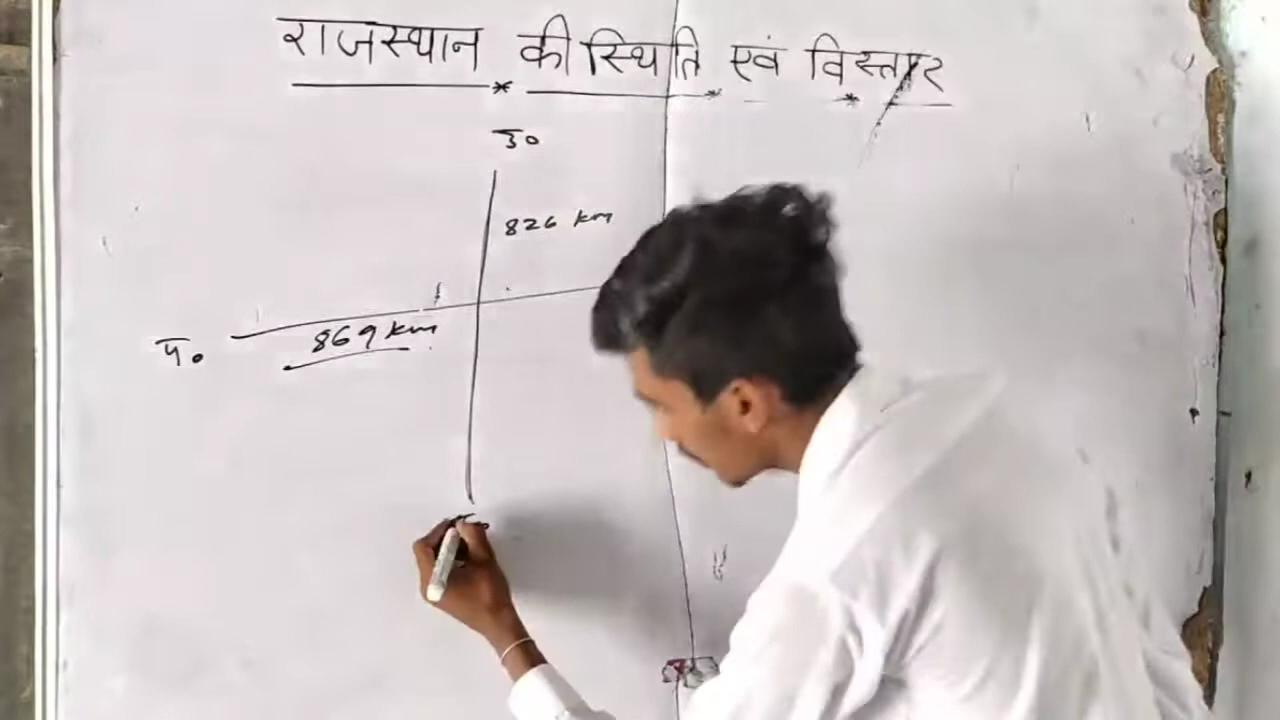 राजस्थान की स्थिति एवं विस्तार
उ०
826 km
प०
869 km